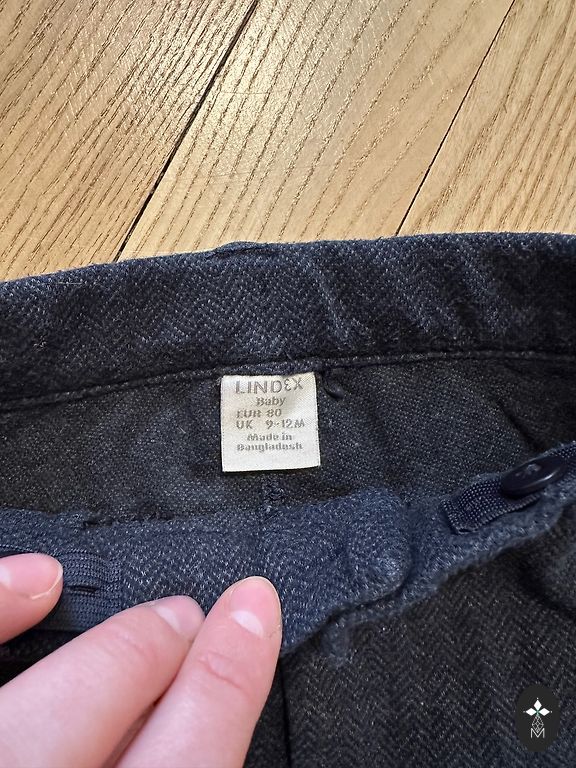 LINDEX
Baby
EUR 80
UK 9-12M
Made in
Bangladesh
M